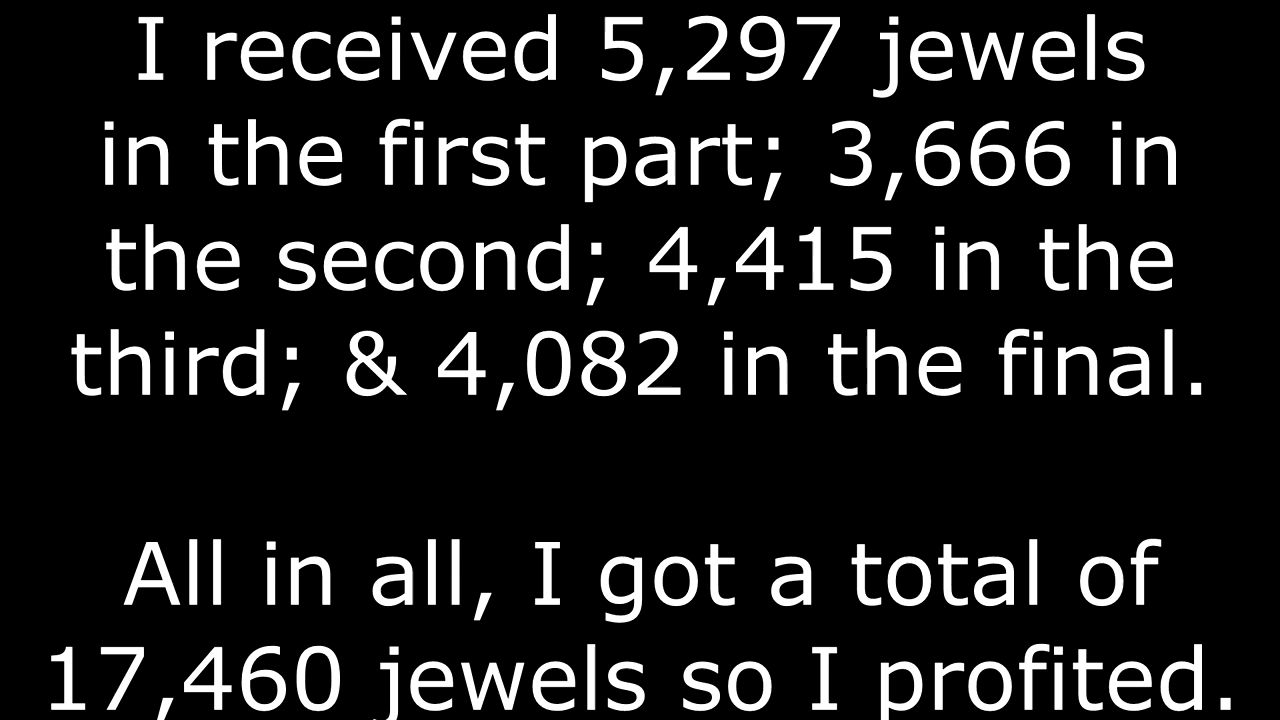 I received 5,297 jewels
in the first part; 3,666 in
the second; 4,415 in the
third; & 4,082 in the final.
All in all, I got a total of
17,460 jewels so I profited.